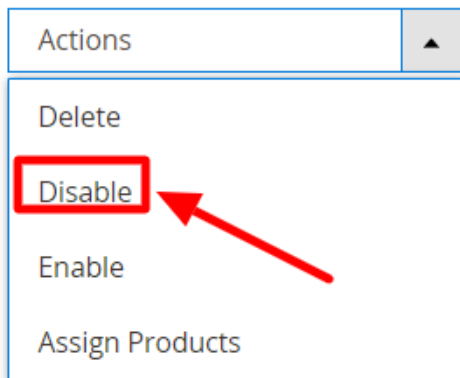 Actions
Delete
Disable
Enable
Assign Products